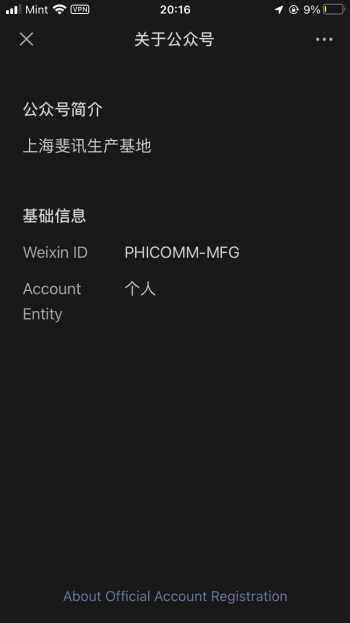 Mint VPN 20:16 9%
关于公众号
公众号简介
上海斐讯生产基地
基础信息
Weixin ID PHICOMM-MFG
Account 个人
Entity
About Official Account Registration